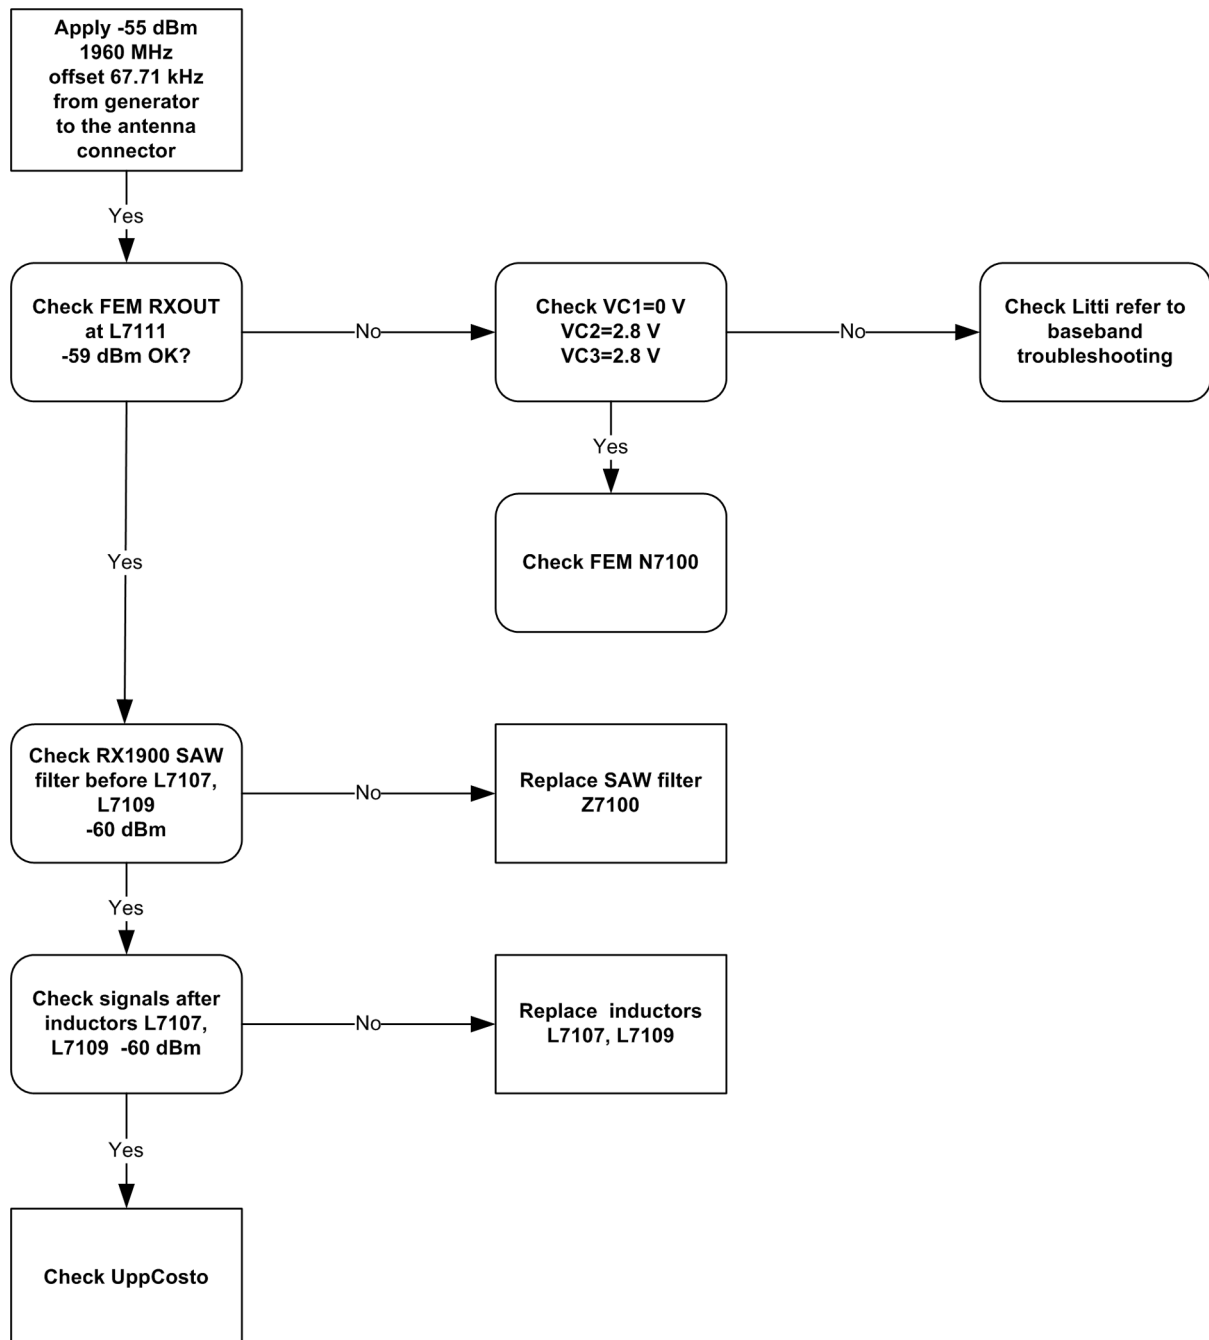 Apply -55 dBm
1960 MHz
offset 67.71 kHz
from generator
to the antenna
connector
Yes
Check FEM RXOUT
at L7111
-59 dBm OK?
No
Check VC1=0 V
VC2=2.8 V
VC3=2.8 V
No
Check Litti refer to
baseband
troubleshooting
Yes
Check FEM N7100
Yes
Check RX1900 SAW
filter before L7107,
L7109
-60 dBm
No
Replace SAW filter
Z7100
Yes
Check signals after
inductors L7107,
L7109  -60 dBm
No
Replace  inductors
L7107, L7109
Yes
Check UppCosto